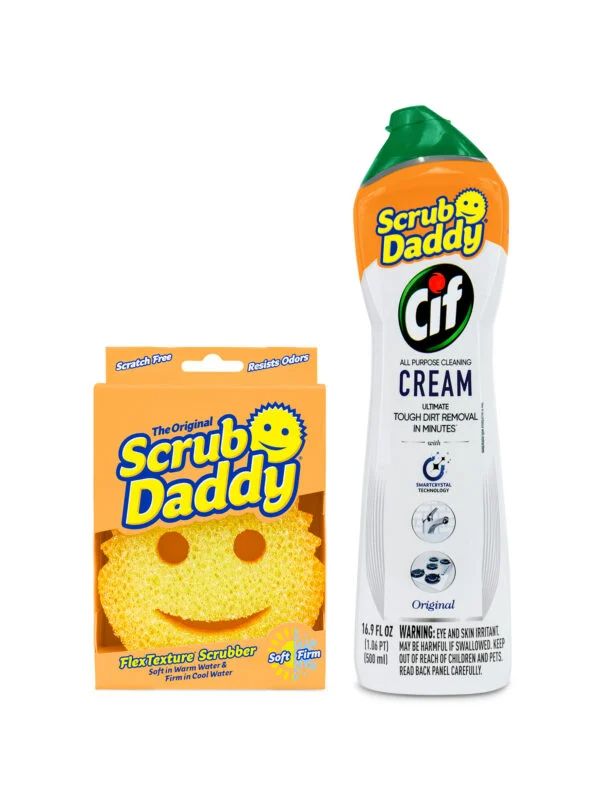 Scratch Free
Resists Odors
The Original
Scrub
Daddy
FlexTexture Scrubber
Soft in Warm Water &
Firm in Cool Water
Soft Firm
Scrub
Daddy
Cif
ALL PURPOSE CLEANING
CREAM
ULTIMATE
TOUGH DIRT REMOVAL
IN MINUTES*
with
SMARTCRYSTAL
TECHNOLOGY
Original
16.9 FL OZ
(1.06 PT)
(500 ml)
WARNING: EYE AND SKIN IRRITANT.
MAY BE HARMFUL IF SWALLOWED. KEEP
OUT OF REACH OF CHILDREN AND PETS.
READ BACK PANEL CAREFULLY.